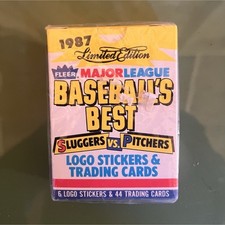 1987
Limited Edition
FLEER MAJOR LEAGUE
BASEBALL'S
BEST
SLUGGERS VS. PITCHERS
LOGO STICKERS &
TRADING CARDS
6 LOGO STICKERS & 44 TRADING CARDS